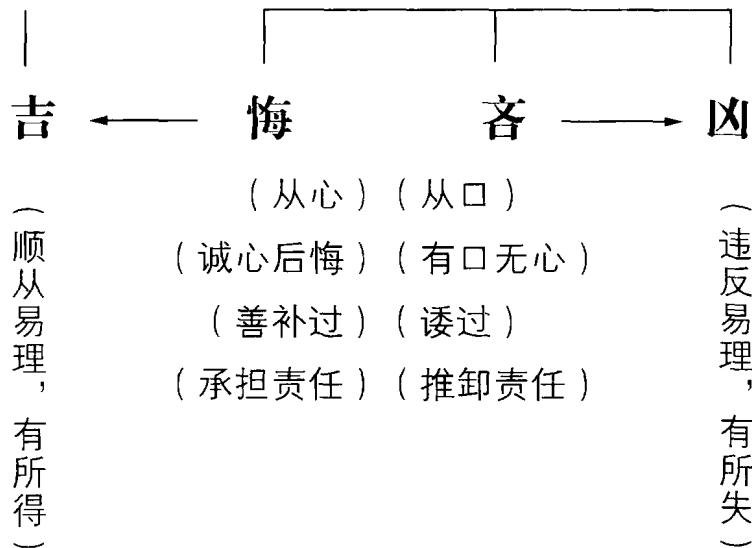 吉 悔 吝 凶
（从心）（从口）
（诚心后悔）（有口无心）
（善补过）（诿过）
（承担责任）（推卸责任）
（顺从易理，有所得）
（违反易理，有所失）